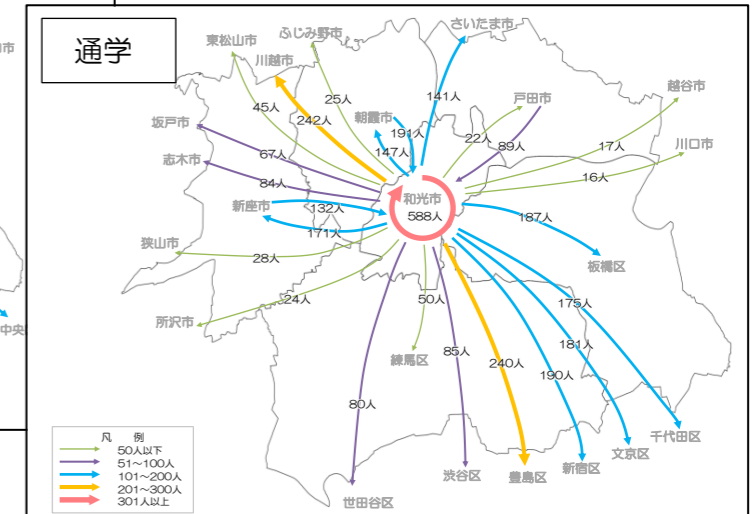 市
通学
さいたま市
ふじみ野市
東松山市
川越市
越谷市
戸田市
25人
141人
45人
朝霞市
242人
坂戸市
191人
22人
89人
17人
川口市
147人
67人
志木市
16人
84人
和光市
新座市
132人
588人
187人
171人
狭山市
28人
板橋区
24人
50人
175人
所沢市
中央
181人
85人
練馬区
240人
190人
80人
凡 例
50人以下
51～100人
101～200人
201～300人
301人以上
千代田区
文京区
新宿区
豊島区
渋谷区
世田谷区